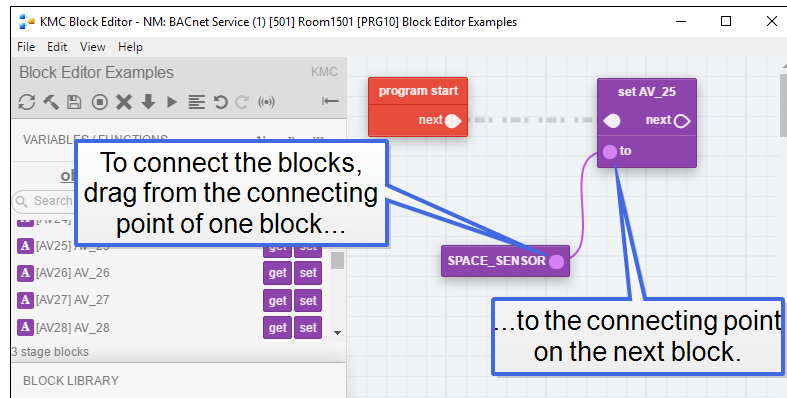 KMC Block Editor - NM: BACnet Service (1) [501] Room1501 [PRG10] Block Editor Examples
File Edit View Help
Block Editor Examples KMC
VARIABLES / FUNCTIONS
Search
[AV24]
[AV25] AV_25 get set
[AV26] AV_26 get set
[AV27] AV_27 get set
[AV28] AV_28 get set
3 stage blocks
BLOCK LIBRARY
program start
next
set AV_25
next
to
SPACE_SENSOR
To connect the blocks,
drag from the connecting
point of one block...
...to the connecting point
on the next block.